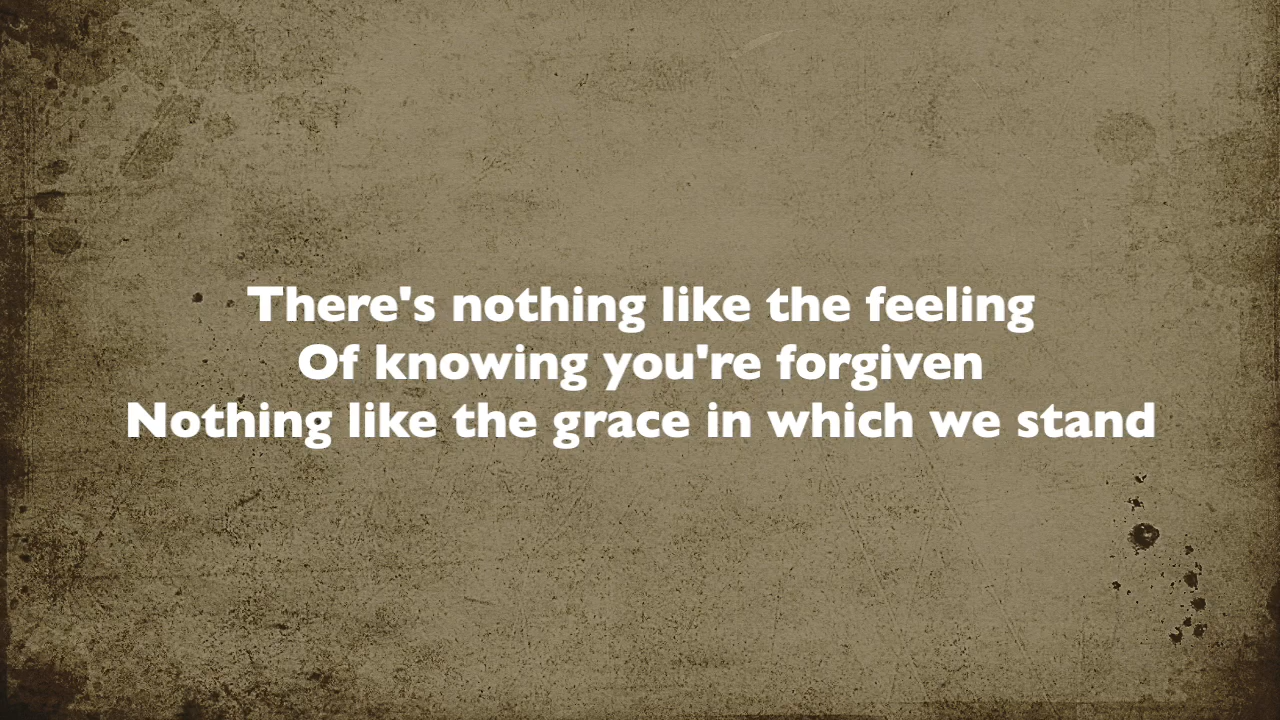 There's nothing like the feeling
Of knowing you're forgiven
Nothing like the grace in which we stand